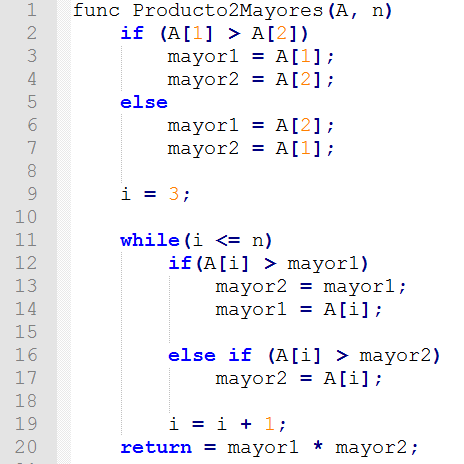 1 func Producto2Mayores(A, n)
2 if (A[1] > A[2])
3 mayor1 = A[1];
4 mayor2 = A[2];
5 else
6 mayor1 = A[2];
7 mayor2 = A[1];
8
9 i = 3;
10
11 while(i <= n)
12 if(A[i] > mayor1)
13 mayor2 = mayor1;
14 mayor1 = A[i];
15
16 else if (A[i] > mayor2)
17 mayor2 = A[i];
18
19 i = i + 1;
20 return = mayor1 * mayor2;